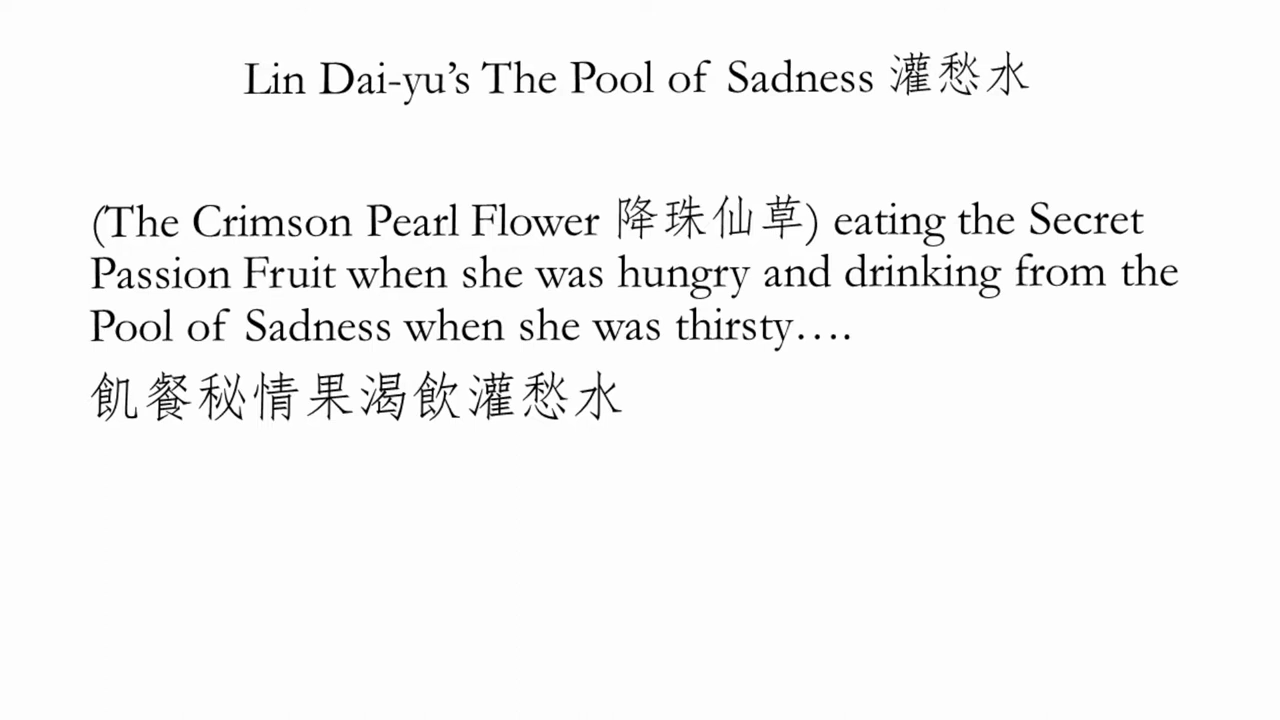 Lin Dai-yu’s The Pool of Sadness 灌愁水
(The Crimson Pearl Flower 降珠仙草) eating the Secret
Passion Fruit when she was hungry and drinking from the
Pool of Sadness when she was thirsty….
飢餐秘情果渴飲灌愁水